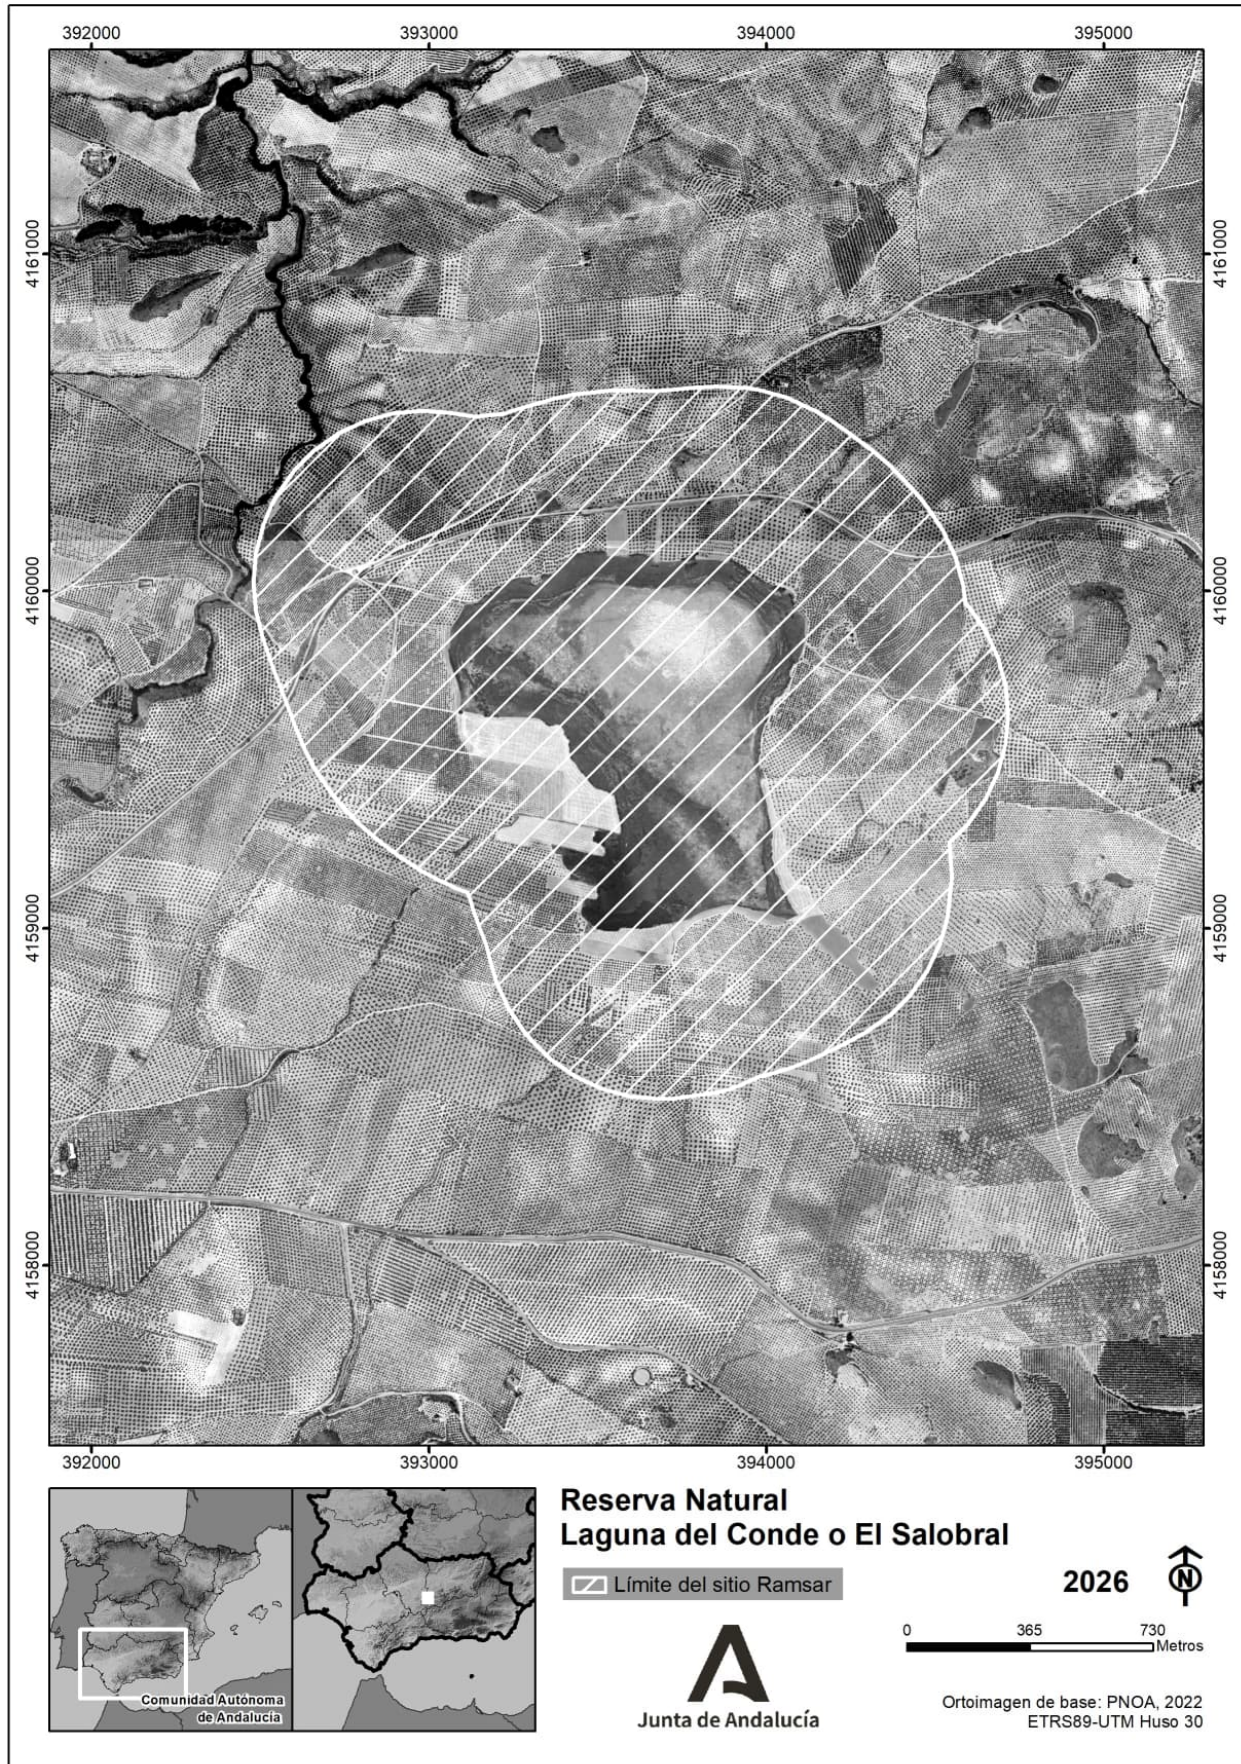 392000 393000 394000 395000
4161000 4161000
4160000 4160000
4159000 4159000
4158000 4158000
392000 393000 394000 395000
Comunidad Autónoma
de Andalucía
Reserva Natural
Laguna del Conde o El Salobral
Límite del sitio Ramsar
2026
N
0 365 730
Metros
Junta de Andalucía
Ortoimagen de base: PNOA, 2022
ETRS89-UTM Huso 30